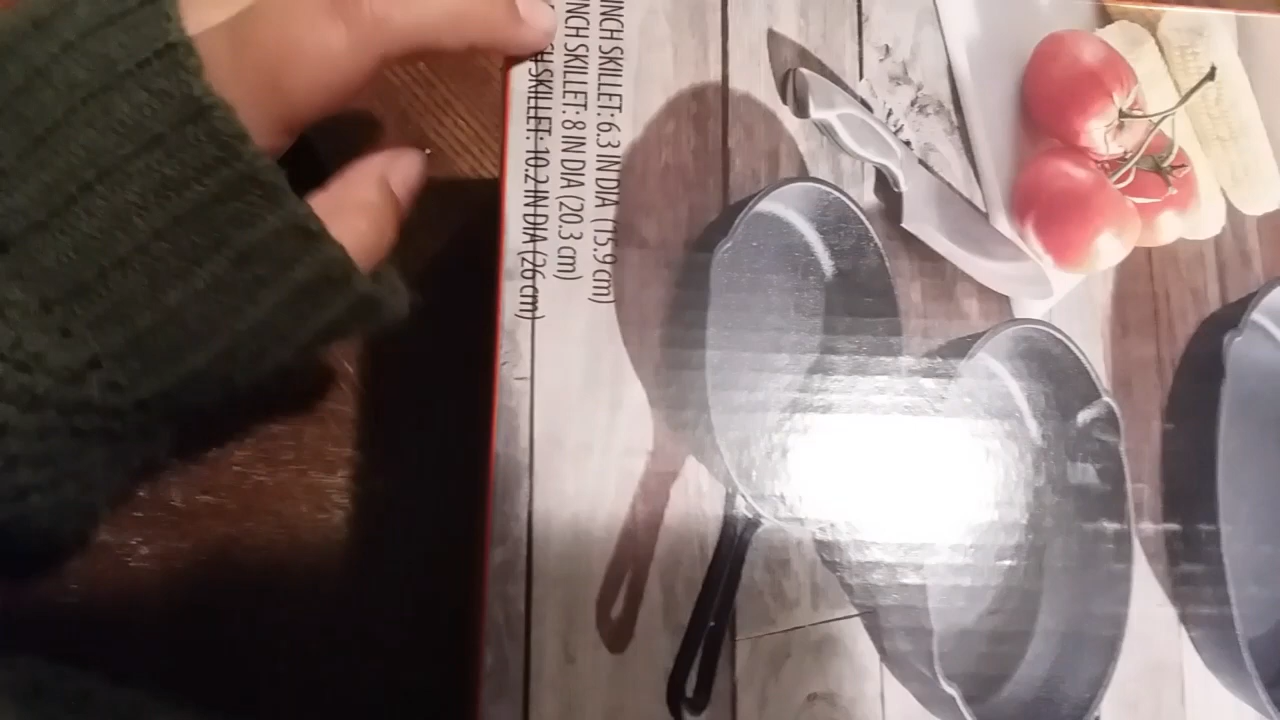 INCH SKILLET: 6.3 IN DIA (15.9 cm)
INCH SKILLET: 8 IN DIA (20.3 cm)
SKILLET: 10.2 IN DIA (26 cm)